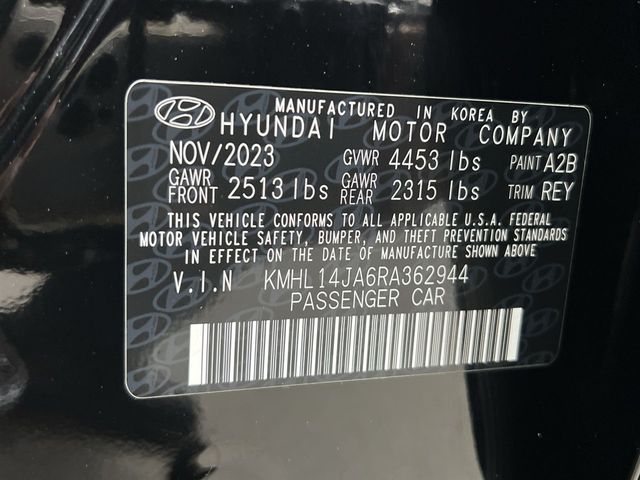 MANUFACTURED IN KOREA BY
HYUNDAI MOTOR COMPANY
NOV/2023 GVWR 4453 lbs PAINT A2B
GAWR FRONT 2513 lbs GAWR REAR 2315 lbs TRIM REY
THIS VEHICLE CONFORMS TO ALL APPLICABLE U.S.A. FEDERAL
MOTOR VEHICLE SAFETY, BUMPER, AND THEFT PREVENTION STANDARDS
IN EFFECT ON THE DATE OF MANUFACTURE SHOWN ABOVE
V.I.N KMHL14JA6RA362944
PASSENGER CAR